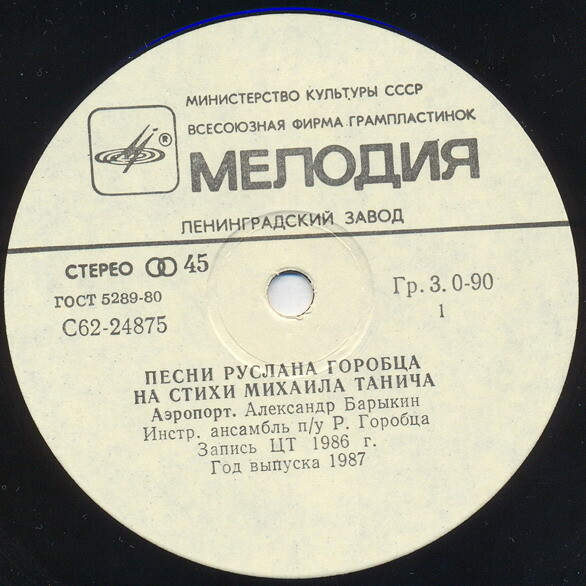 МИНИСТЕРСТВО КУЛЬТУРЫ СССР
ВСЕСОЮЗНАЯ ФИРМА ГРАМПЛАСТИНОК
®
МЕЛОДИЯ
ЛЕНИНГРАДСКИЙ ЗАВОД
СТЕРЕО 45
ГОСТ 5289-80
С62-24875
Гр. 3. 0-90
1
ПЕСНИ РУСЛАНА ГОРОБЦА
НА СТИХИ МИХАИЛА ТАНИЧА
Аэропорт. Александр Барыкин
Инстр. ансамбль п/у Р. Горобца
Запись ЦТ 1986 г.
Год выпуска 1987